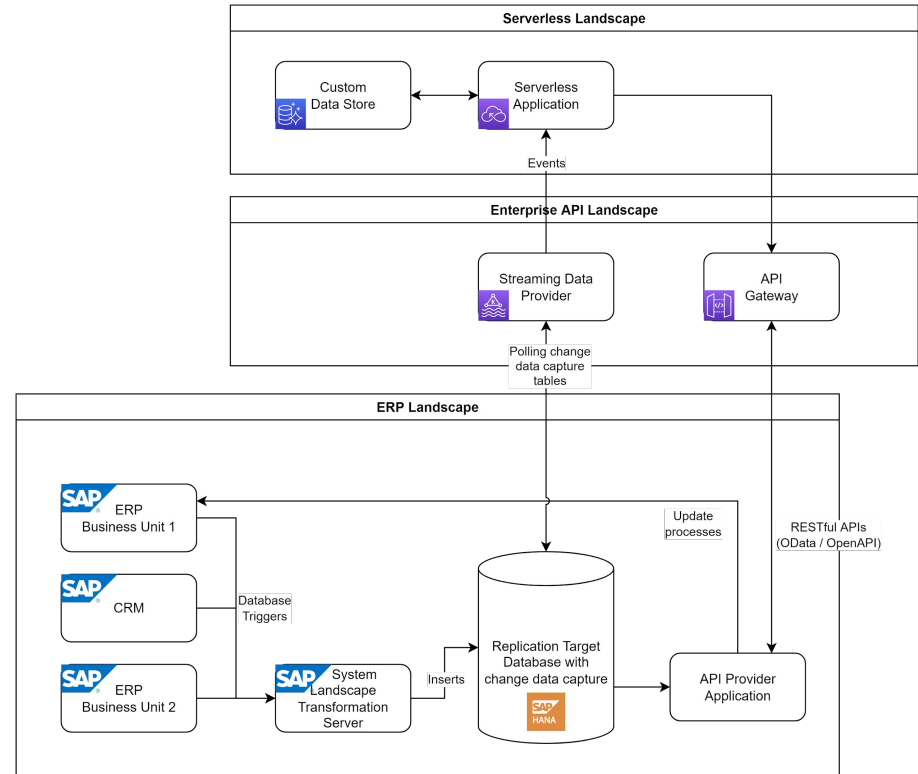 Serverless Landscape
Custom
Data Store
Serverless
Application
Events
Enterprise API Landscape
Streaming Data
Provider
API
Gateway
Polling change
data capture
tables
ERP Landscape
SAP®
ERP
Business Unit 1
Update
processes
RESTful APIs
(OData / OpenAPI)
SAP®
CRM
Database
Triggers
SAP®
ERP
Business Unit 2
SAP®
System
Landscape
Transformation
Server
Inserts
Replication Target
Database with
change data capture
SAP
HANA
API Provider
Application